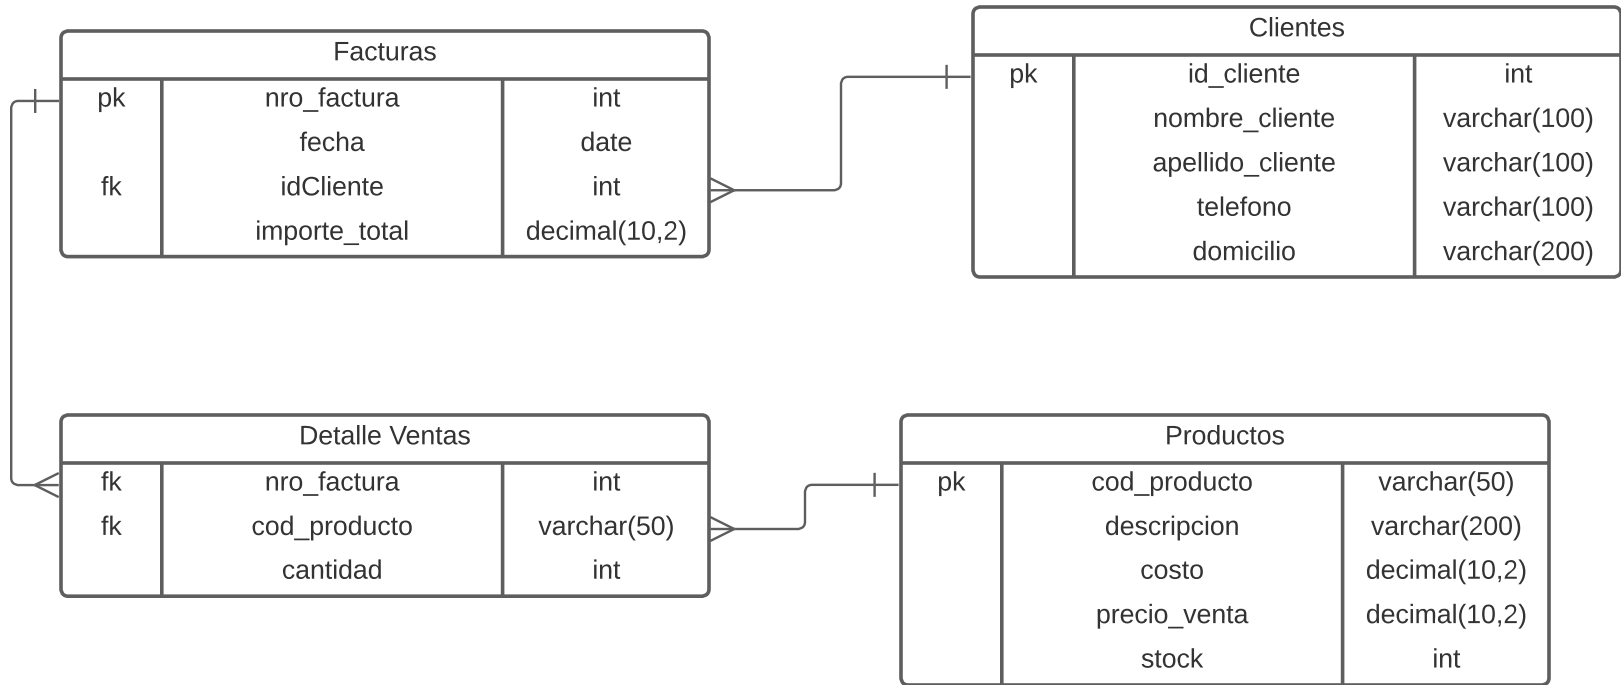 Facturas
pk nro_factura int
fecha date
fk idCliente int
importe_total decimal(10,2)
Clientes
pk id_cliente int
nombre_cliente varchar(100)
apellido_cliente varchar(100)
telefono varchar(100)
domicilio varchar(200)
Detalle Ventas
fk nro_factura int
fk cod_producto varchar(50)
cantidad int
Productos
pk cod_producto varchar(50)
descripcion varchar(200)
costo decimal(10,2)
precio_venta decimal(10,2)
stock int